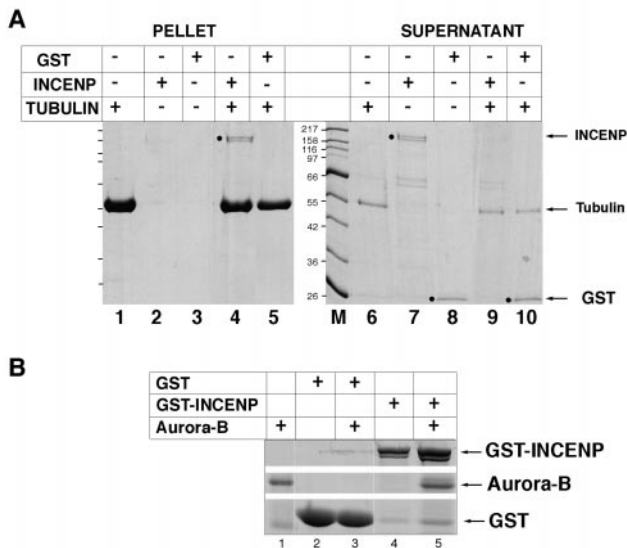 A
PELLET SUPERNATANT
GST - - + - + - - + - +
INCENP - + - + - - + - + -
TUBULIN + - - + + + - - + +
217
158
116
97
66
55
42
36
26
INCENP
Tubulin
GST
1 2 3 4 5 M 6 7 8 9 10
B
GST + +
GST-INCENP + +
Aurora-B + + +
GST-INCENP
Aurora-B
GST
1 2 3 4 5